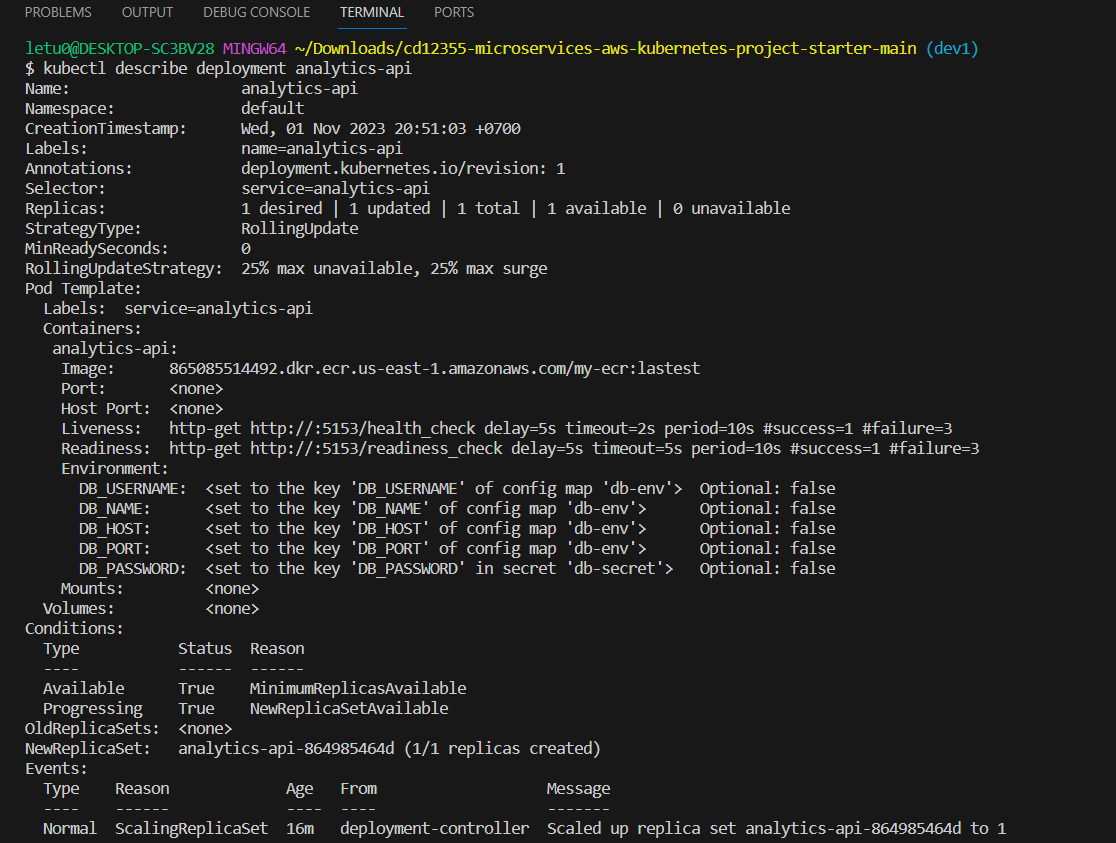 PROBLEMS OUTPUT DEBUG CONSOLE TERMINAL PORTS
letu0@DESKTOP-SC3BV28 MINGW64 ~/Downloads/cd12355-microservices-aws-kubernetes-project-starter-main (dev1)
$ kubectl describe deployment analytics-api
Name: analytics-api
Namespace: default
CreationTimestamp: Wed, 01 Nov 2023 20:51:03 +0700
Labels: name=analytics-api
Annotations: deployment.kubernetes.io/revision: 1
Selector: service=analytics-api
Replicas: 1 desired | 1 updated | 1 total | 1 available | 0 unavailable
StrategyType: RollingUpdate
MinReadySeconds: 0
RollingUpdateStrategy: 25% max unavailable, 25% max surge
Pod Template:
Labels: service=analytics-api
Containers:
analytics-api:
Image: 865085514492.dkr.ecr.us-east-1.amazonaws.com/my-ecr:lastest
Port: <none>
Host Port: <none>
Liveness: http-get http://:5153/health_check delay=5s timeout=2s period=10s #success=1 #failure=3
Readiness: http-get http://:5153/readiness_check delay=5s timeout=5s period=10s #success=1 #failure=3
Environment:
DB_USERNAME: <set to the key 'DB_USERNAME' of config map 'db-env'> Optional: false
DB_NAME: <set to the key 'DB_NAME' of config map 'db-env'> Optional: false
DB_HOST: <set to the key 'DB_HOST' of config map 'db-env'> Optional: false
DB_PORT: <set to the key 'DB_PORT' of config map 'db-env'> Optional: false
DB_PASSWORD: <set to the key 'DB_PASSWORD' in secret 'db-secret'> Optional: false
Mounts: <none>
Volumes: <none>
Conditions:
Type Status Reason
---- ------ ------
Available True MinimumReplicasAvailable
Progressing True NewReplicaSetAvailable
OldReplicaSets: <none>
NewReplicaSet: analytics-api-864985464d (1/1 replicas created)
Events:
Type Reason Age From Message
---- ------ ---- ---- -------
Normal ScalingReplicaSet 16m deployment-controller Scaled up replica set analytics-api-864985464d to 1